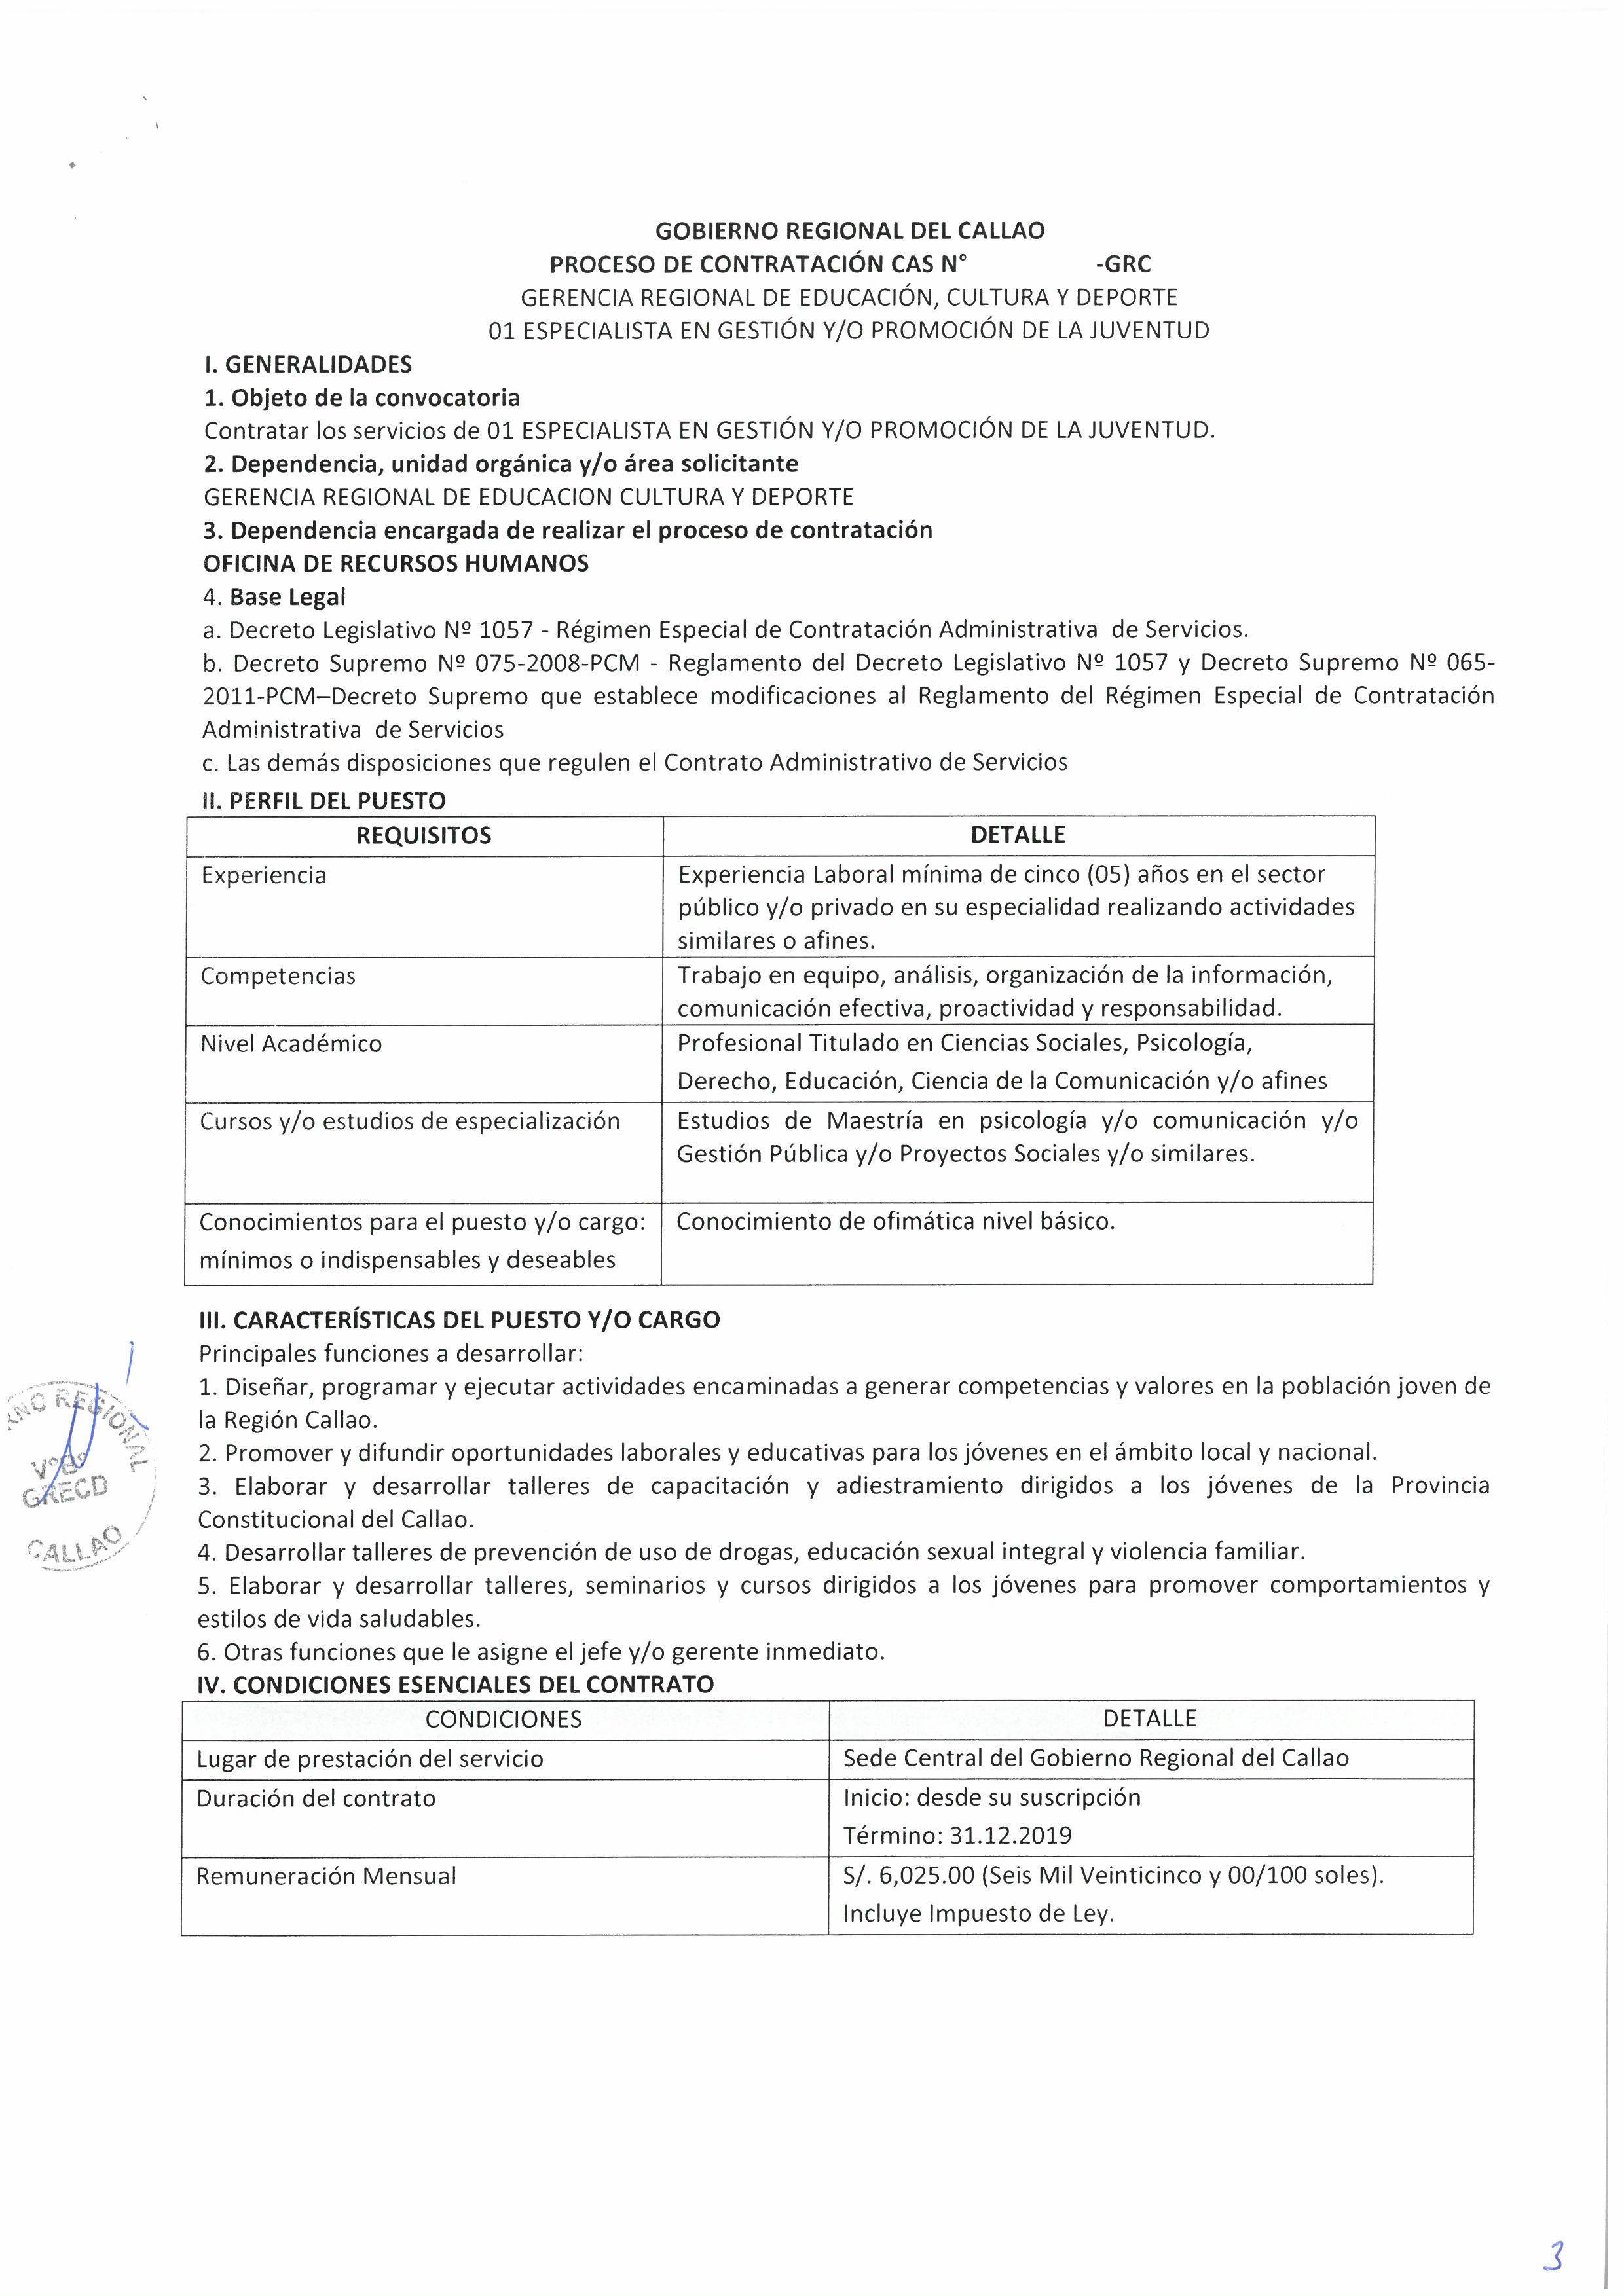 GOBIERNO REGIONAL DEL CALLAO
PROCESO DE CONTRATACIÓN CAS N° -GRC
GERENCIA REGIONAL DE EDUCACIÓN, CULTURA Y DEPORTE
01 ESPECIALISTA EN GESTIÓN Y/O PROMOCIÓN DE LA JUVENTUD
I. GENERALIDADES
1. Objeto de la convocatoria
Contratar los servicios de 01 ESPECIALISTA EN GESTIÓN Y/O PROMOCIÓN DE LA JUVENTUD.
2. Dependencia, unidad orgánica y/o área solicitante
GERENCIA REGIONAL DE EDUCACION CULTURA Y DEPORTE
3. Dependencia encargada de realizar el proceso de contratación
OFICINA DE RECURSOS HUMANOS
4. Base Legal
a. Decreto Legislativo Nº 1057 - Régimen Especial de Contratación Administrativa de Servicios.
b. Decreto Supremo Nº 075-2008-PCM - Reglamento del Decreto Legislativo Nº 1057 y Decreto Supremo Nº 065-
2011-PCM–Decreto Supremo que establece modificaciones al Reglamento del Régimen Especial de Contratación
Administrativa de Servicios
c. Las demás disposiciones que regulen el Contrato Administrativo de Servicios
II. PERFIL DEL PUESTO
REQUISITOS DETALLE
Experiencia Experiencia Laboral mínima de cinco (05) años en el sector
público y/o privado en su especialidad realizando actividades
similares o afines.
Competencias Trabajo en equipo, análisis, organización de la información,
comunicación efectiva, proactividad y responsabilidad.
Nivel Académico Profesional Titulado en Ciencias Sociales, Psicología,
Derecho, Educación, Ciencia de la Comunicación y/o afines
Cursos y/o estudios de especialización Estudios de Maestría en psicología y/o comunicación y/o
Gestión Pública y/o Proyectos Sociales y/o similares.
Conocimientos para el puesto y/o cargo: Conocimiento de ofimática nivel básico.
mínimos o indispensables y deseables
III. CARACTERÍSTICAS DEL PUESTO Y/O CARGO
Principales funciones a desarrollar:
1. Diseñar, programar y ejecutar actividades encaminadas a generar competencias y valores en la población joven de
la Región Callao.
2. Promover y difundir oportunidades laborales y educativas para los jóvenes en el ámbito local y nacional.
3. Elaborar y desarrollar talleres de capacitación y adiestramiento dirigidos a los jóvenes de la Provincia
Constitucional del Callao.
4. Desarrollar talleres de prevención de uso de drogas, educación sexual integral y violencia familiar.
5. Elaborar y desarrollar talleres, seminarios y cursos dirigidos a los jóvenes para promover comportamientos y
estilos de vida saludables.
6. Otras funciones que le asigne el jefe y/o gerente inmediato.
REGIONAL
V°B°
GRECD
CALLAO
IV. CONDICIONES ESENCIALES DEL CONTRATO
CONDICIONES DETALLE
Lugar de prestación del servicio Sede Central del Gobierno Regional del Callao
Duración del contrato Inicio: desde su suscripción
Término: 31.12.2019
Remuneración Mensual S/. 6,025.00 (Seis Mil Veinticinco y 00/100 soles).
Incluye Impuesto de Ley.
3